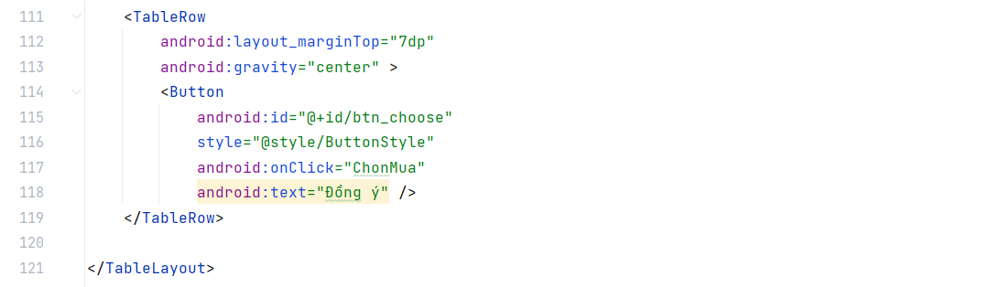 111 <TableRow
112 android:layout_marginTop="7dp"
113 android:gravity="center" >
114 <Button
115 android:id="@+id/btn_choose"
116 style="@style/ButtonStyle"
117 android:onClick="ChonMua"
118 android:text="Đồng ý" />
119 </TableRow>
120
121 </TableLayout>